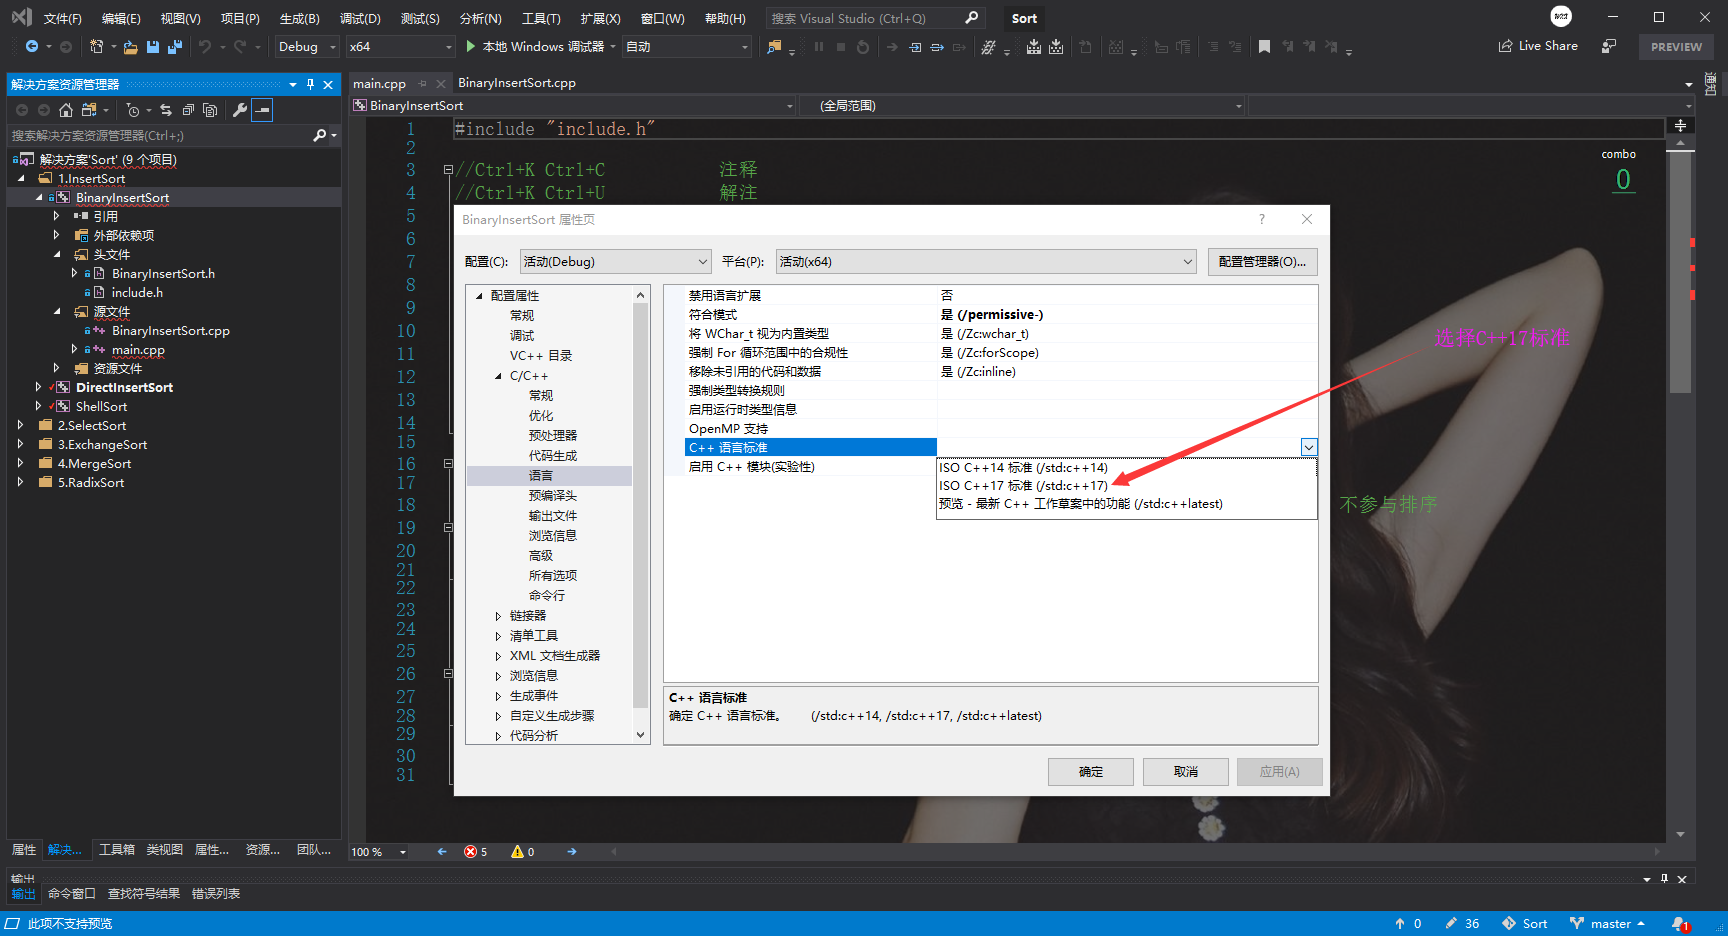 文件(F) 编辑(E) 视图(V) 项目(P) 生成(B) 调试(D) 测试(S) 分析(N) 工具(T) 扩展(X) 窗口(W) 帮助(H) 搜索 Visual Studio (Ctrl+Q) Sort
Debug x64 本地 Windows 调试器 自动 Live Share PREVIEW
解决方案资源管理器
搜索解决方案资源管理器(Ctrl+;)
解决方案'Sort' (9 个项目)
1.InsertSort
BinaryInsertSort
引用
外部依赖项
头文件
BinaryInsertSort.h
include.h
源文件
BinaryInsertSort.cpp
main.cpp
资源文件
DirectInsertSort
ShellSort
2.SelectSort
3.ExchangeSort
4.MergeSort
5.RadixSort
属性 解决... 工具箱 类视图 属性... 资源... 团队...
main.cpp BinaryInsertSort.cpp
BinaryInsertSort (全局范围)
1 #include "include.h"
2
3 //Ctrl+K Ctrl+C 注释
4 //Ctrl+K Ctrl+U 解注
5
6
7
8
9
10
11
12
13
14
15
16
17
18
19
20
21
22
23
24
25
26
27
28
29
30
31
combo
0
选择C++17标准
不参与排序
BinaryInsertSort 属性页 ?
配置(C): 活动(Debug) 平台(P): 活动(x64) 配置管理器(O)...
配置属性
常规
调试
VC++ 目录
C/C++
常规
优化
预处理器
代码生成
语言
预编译头
输出文件
浏览信息
高级
所有选项
命令行
链接器
清单工具
XML 文档生成器
浏览信息
生成事件
自定义生成步骤
代码分析
禁用语言扩展 否
符合模式 是 (/permissive-)
将 WChar_t 视为内置类型 是 (/Zc:wchar_t)
强制 For 循环范围中的合规性 是 (/Zc:forScope)
移除未引用的代码和数据 是 (/Zc:inline)
强制类型转换规则
启用运行时类型信息
OpenMP 支持
C++ 语言标准
启用 C++ 模块(实验性)
ISO C++14 标准 (/std:c++14)
ISO C++17 标准 (/std:c++17)
预览 - 最新 C++ 工作草案中的功能 (/std:c++latest)
C++ 语言标准
确定 C++ 语言标准。 (/std:c++14, /std:c++17, /std:c++latest)
确定 取消 应用(A)
100 % 5 0
输出
输出 命令窗口 查找符号结果 错误列表
此项不支持预览 0 36 Sort master 1